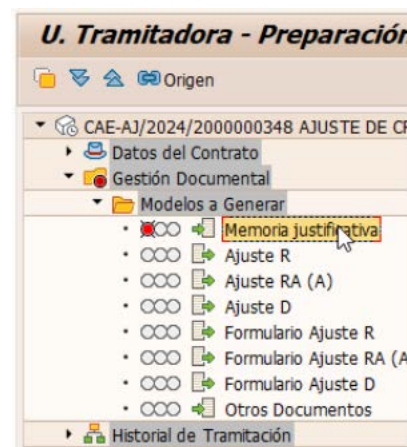 U. Tramitadora - Preparación
Origen
CAE-AJ/2024/2000000348 AJUSTE DE
Datos del Contrato
Gestión Documental
Modelos a Generar
Memoria justificativa
Ajuste R
Ajuste RA (A)
Ajuste D
Formulario Ajuste R
Formulario Ajuste RA (A
Formulario Ajuste D
Otros Documentos
Historial de Tramitación